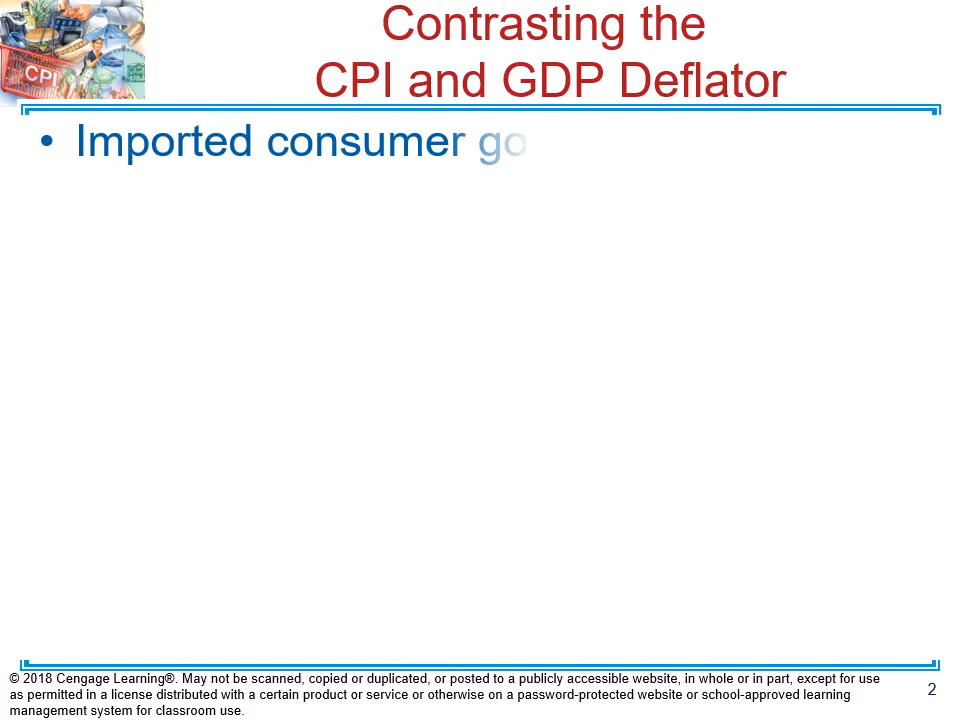 Contrasting the
CPI and GDP Deflator
CPI
• Imported consumer go
© 2018 Cengage Learning®. May not be scanned, copied or duplicated, or posted to a publicly accessible website, in whole or in part, except for use
as permitted in a license distributed with a certain product or service or otherwise on a password-protected website or school-approved learning
management system for classroom use.
2